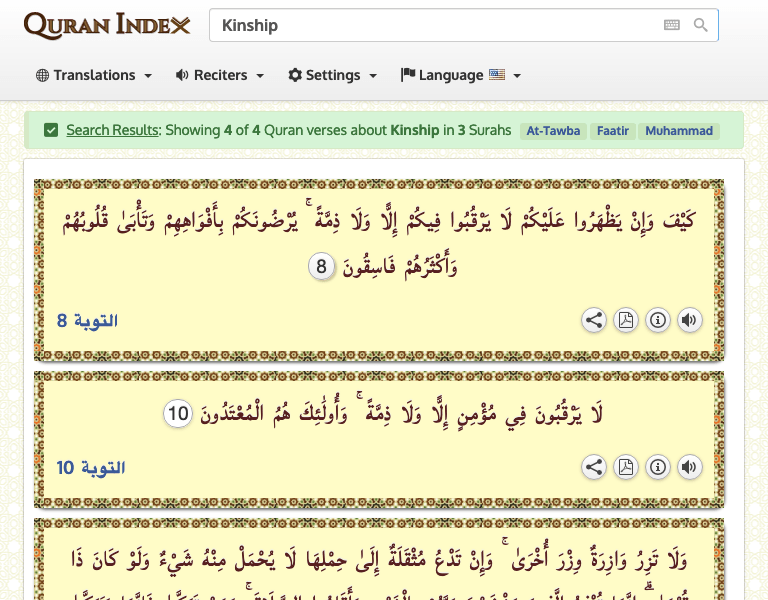 QURAN INDEX
Kinship
Translations Reciters Settings Language
Search Results: Showing 4 of 4 Quran verses about Kinship in 3 Surahs At-Tawba Faatir Muhammad
كَيْفَ وَإِنْ يَظْهَرُوا عَلَيْكُمْ لَا يَرْقُبُوا فِيكُمْ إِلًّا وَلَا ذِمَّةً ۚ يُرْضُونَكُمْ بِأَفْوَاهِهِمْ وَتَأْبَىٰ قُلُوبُهُمْ
وَأَكْثَرُهُمْ فَاسِقُونَ 8
التوبة 8
لَا يَرْقُبُونَ فِي مُؤْمِنٍ إِلًّا وَلَا ذِمَّةً ۚ وَأُولَٰئِكَ هُمُ الْمُعْتَدُونَ 10
التوبة 10
وَلَا تَزِرُ وَازِرَةٌ وِزْرَ أُخْرَىٰ ۚ وَإِنْ تَدْعُ مُثْقَلَةٌ إِلَىٰ حِمْلِهَا لَا يُحْمَلْ مِنْهُ شَيْءٌ وَلَوْ كَانَ ذَا